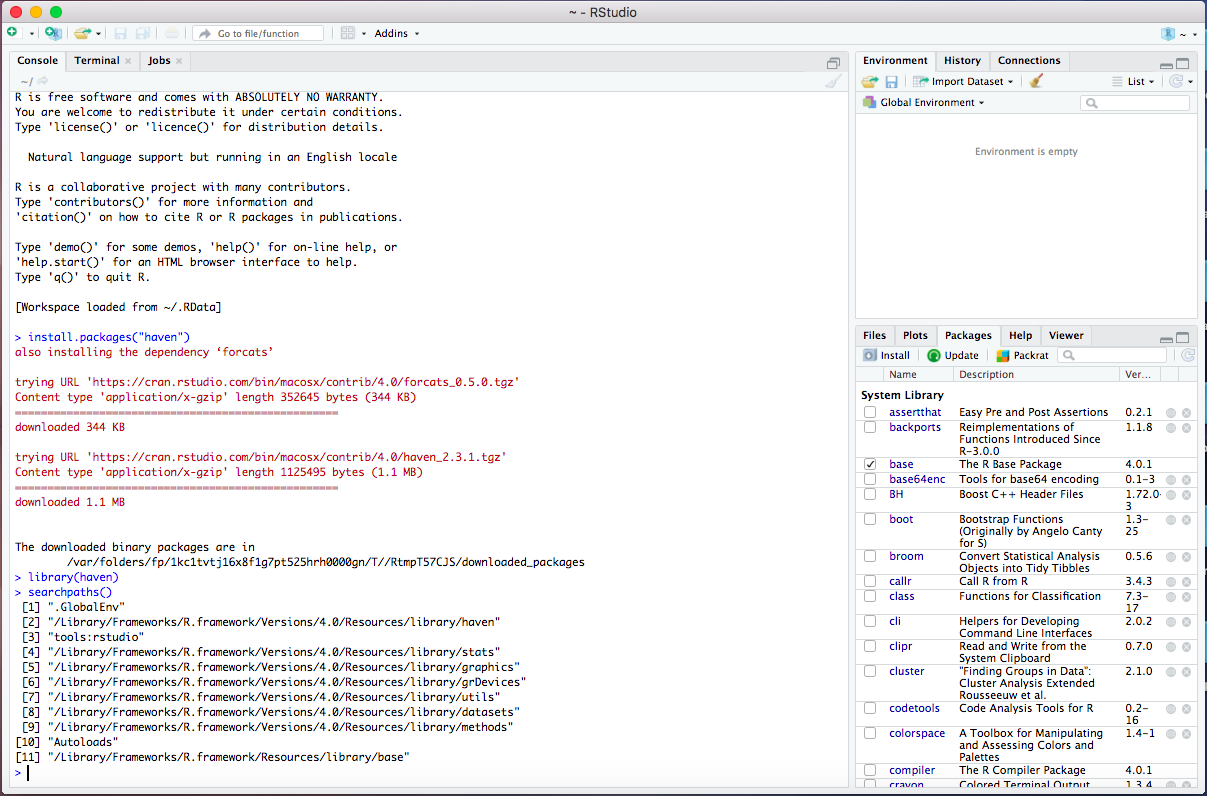 ~ - RStudio
Go to file/function
Addins
R ~
Console Terminal Jobs
~/
R is free software and comes with ABSOLUTELY NO WARRANTY.
You are welcome to redistribute it under certain conditions.
Type 'license()' or 'licence()' for distribution details.
Natural language support but running in an English locale
R is a collaborative project with many contributors.
Type 'contributors()' for more information and
'citation()' on how to cite R or R packages in publications.
Type 'demo()' for some demos, 'help()' for on-line help, or
'help.start()' for an HTML browser interface to help.
Type 'q()' to quit R.
[Workspace loaded from ~/.RData]
> install.packages("haven")
also installing the dependency ‘forcats’
trying URL 'https://cran.rstudio.com/bin/macosx/contrib/4.0/forcats_0.5.0.tgz'
Content type 'application/x-gzip' length 352645 bytes (344 KB)
==================================================
downloaded 344 KB
trying URL 'https://cran.rstudio.com/bin/macosx/contrib/4.0/haven_2.3.1.tgz'
Content type 'application/x-gzip' length 1125495 bytes (1.1 MB)
==================================================
downloaded 1.1 MB
The downloaded binary packages are in
/var/folders/fp/1kc1tvtj16x8f1g7pt525hrh0000gn/T//RtmpT57CJS/downloaded_packages
> library(haven)
> searchpaths()
[1] ".GlobalEnv"
[2] "/Library/Frameworks/R.framework/Versions/4.0/Resources/library/haven"
[3] "tools:rstudio"
[4] "/Library/Frameworks/R.framework/Versions/4.0/Resources/library/stats"
[5] "/Library/Frameworks/R.framework/Versions/4.0/Resources/library/graphics"
[6] "/Library/Frameworks/R.framework/Versions/4.0/Resources/library/grDevices"
[7] "/Library/Frameworks/R.framework/Versions/4.0/Resources/library/utils"
[8] "/Library/Frameworks/R.framework/Versions/4.0/Resources/library/datasets"
[9] "/Library/Frameworks/R.framework/Versions/4.0/Resources/library/methods"
[10] "Autoloads"
[11] "/Library/Frameworks/R.framework/Resources/library/base"
>
Environment History Connections
Import Dataset List
Global Environment
Environment is empty
Files Plots Packages Help Viewer
Install Update Packrat
Name Description Ver...
System Library
assertthat Easy Pre and Post Assertions 0.2.1
backports Reimplementations of 1.1.8
Functions Introduced Since
R-3.0.0
base The R Base Package 4.0.1
base64enc Tools for base64 encoding 0.1-3
BH Boost C++ Header Files 1.72.0-
3
boot Bootstrap Functions 1.3-
(Originally by Angelo Canty 25
for S)
broom Convert Statistical Analysis 0.5.6
Objects into Tidy Tibbles
callr Call R from R 3.4.3
class Functions for Classification 7.3-
17
cli Helpers for Developing 2.0.2
Command Line Interfaces
clipr Read and Write from the 0.7.0
System Clipboard
cluster "Finding Groups in Data": 2.1.0
Cluster Analysis Extended
Rousseeuw et al.
codetools Code Analysis Tools for R 0.2-
16
colorspace A Toolbox for Manipulating 1.4-1
and Assessing Colors and
Palettes
compiler The R Compiler Package 4.0.1
crayon Colored Terminal Output 1.3.4